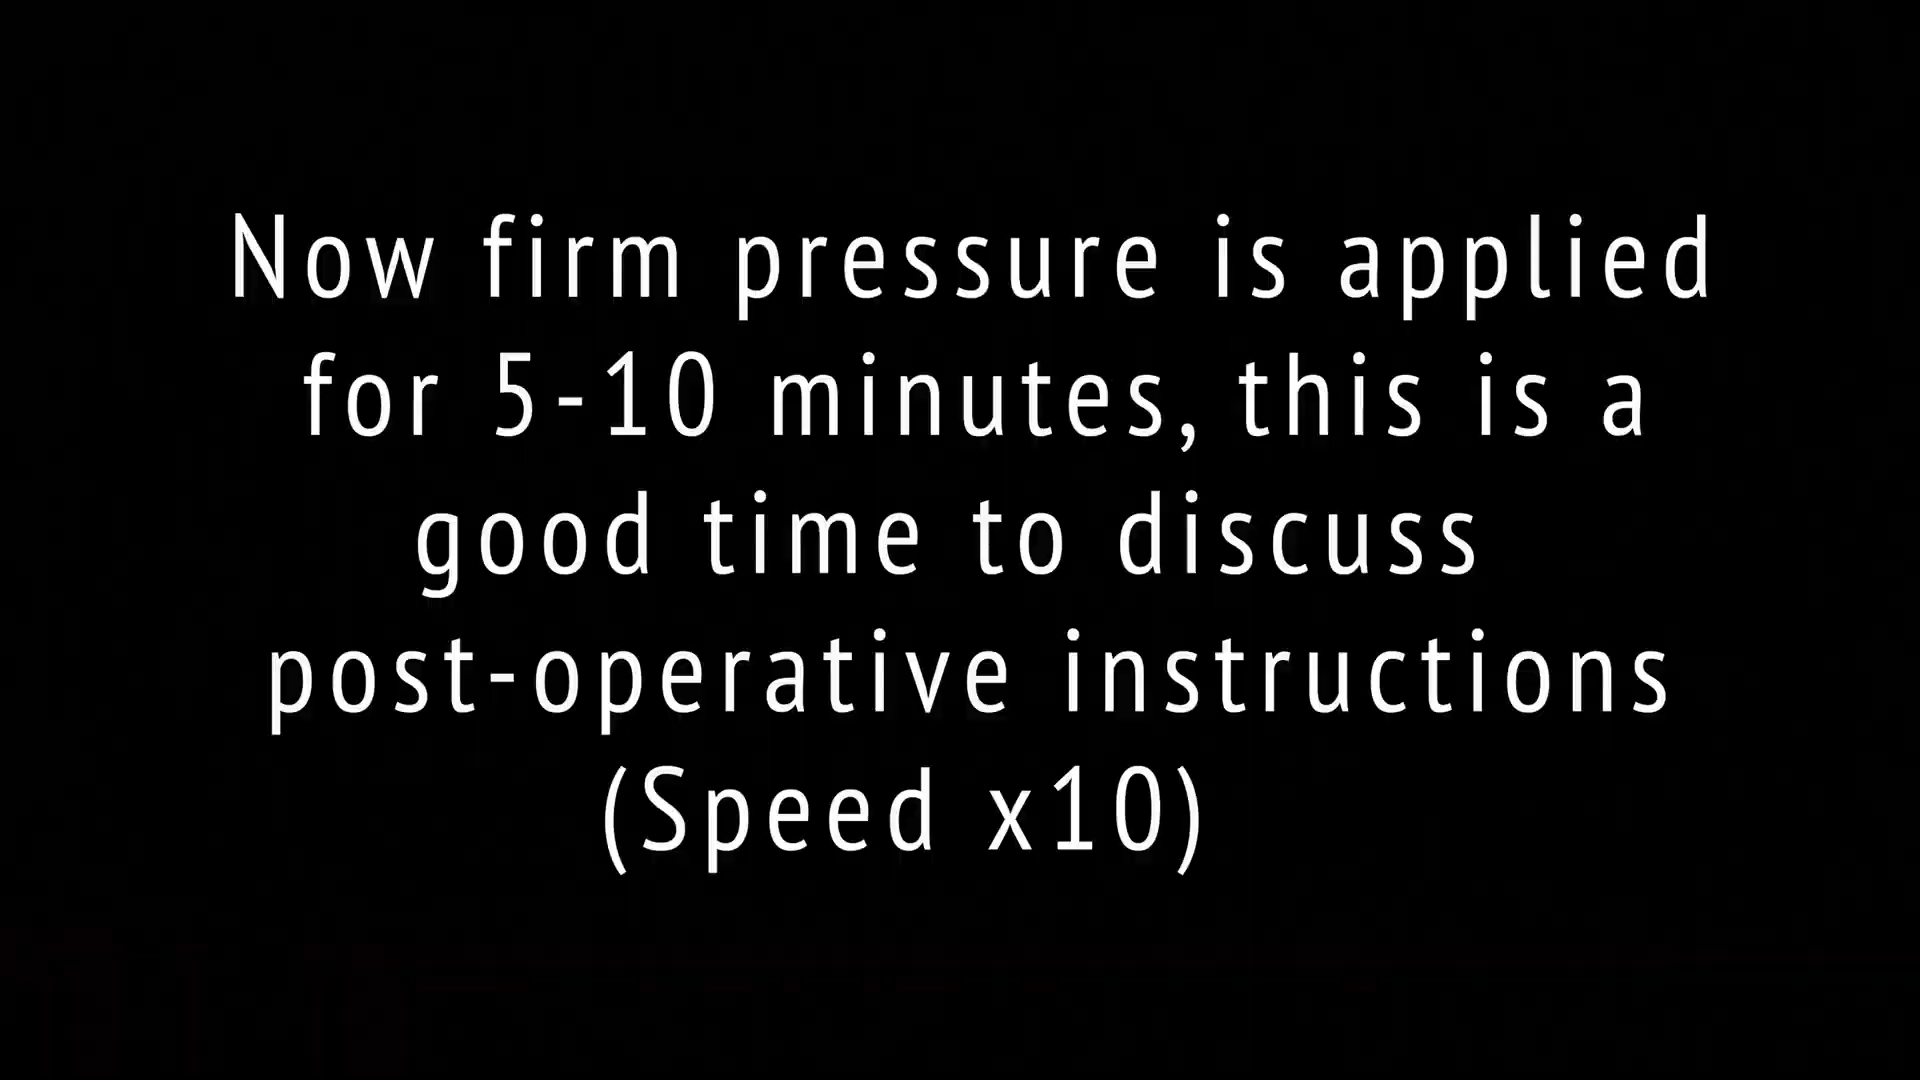 Now firm pressure is applied
for 5-10 minutes, this is a
good time to discuss
post-operative instructions
(Speed x10)